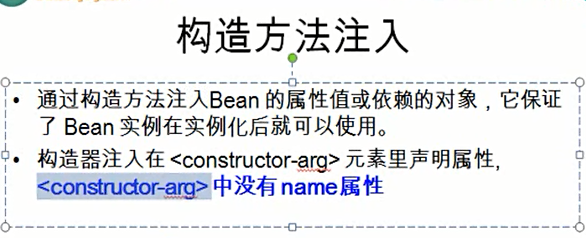 构造方法注入
• 通过构造方法注入Bean 的属性值或依赖的对象，它保证
了 Bean 实例在实例化后就可以使用。
• 构造器注入在 <constructor-arg> 元素里声明属性,
<constructor-arg> 中没有 name属性